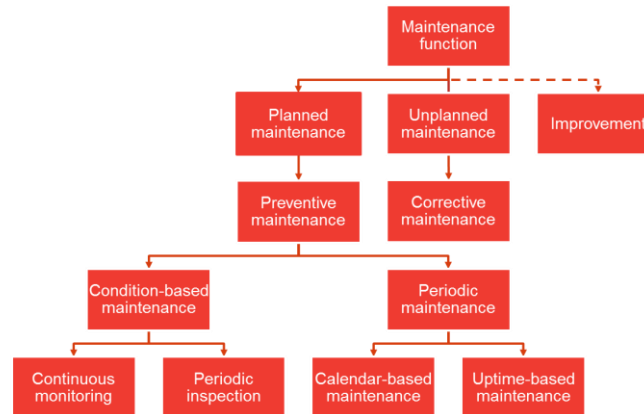 Maintenance
function
Planned
maintenance
Unplanned
maintenance
Improvement
Preventive
maintenance
Corrective
maintenance
Condition-based
maintenance
Periodic
maintenance
Continuous
monitoring
Periodic
inspection
Calendar-based
maintenance
Uptime-based
maintenance